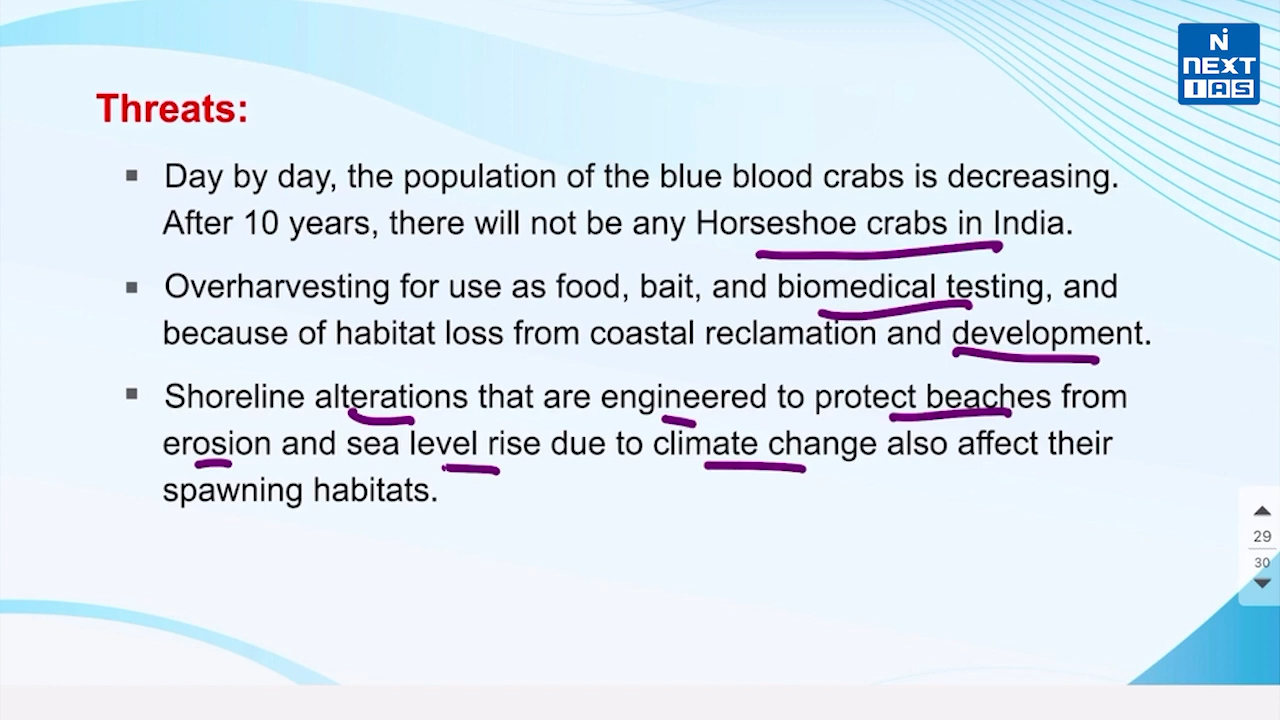 NEXT
IAS
Threats:
▪ Day by day, the population of the blue blood crabs is decreasing.
After 10 years, there will not be any Horseshoe crabs in India.
▪ Overharvesting for use as food, bait, and biomedical testing, and
because of habitat loss from coastal reclamation and development.
▪ Shoreline alterations that are engineered to protect beaches from
erosion and sea level rise due to climate change also affect their
spawning habitats.
29
30